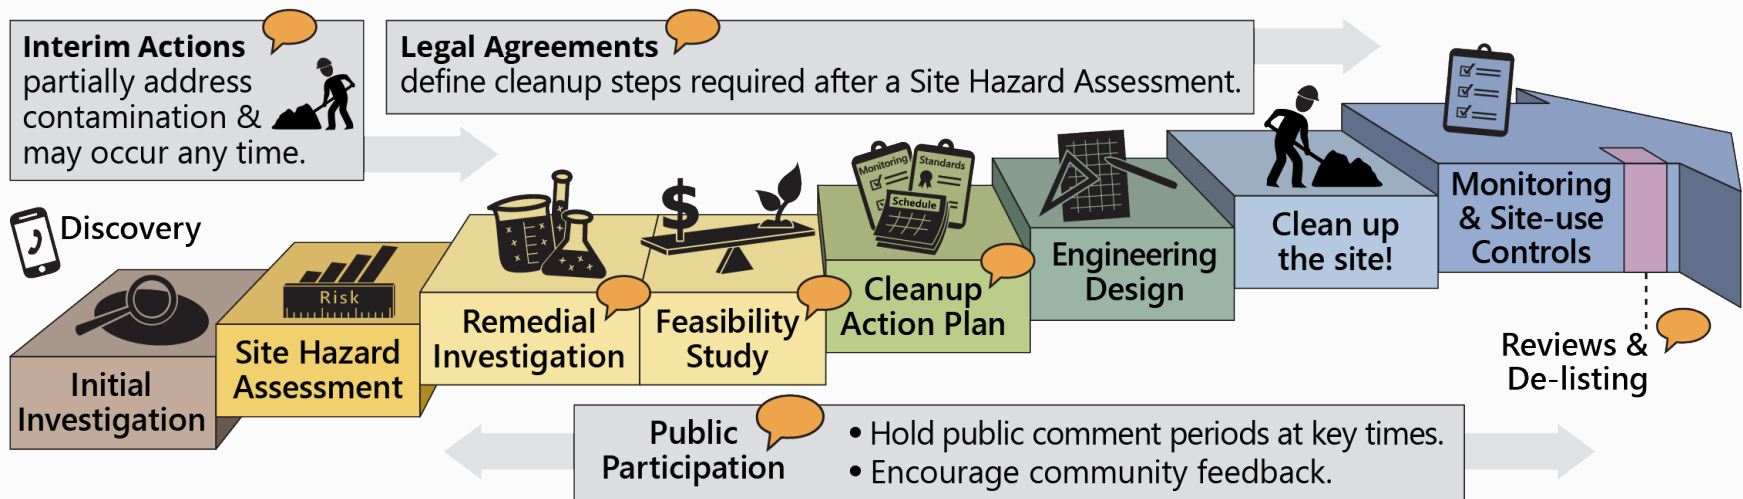 Interim Actions
partially address
contamination &
may occur any time.
Legal Agreements
define cleanup steps required after a Site Hazard Assessment.
Discovery
Initial
Investigation
Risk
Site Hazard
Assessment
Remedial
Investigation
$
Feasibility
Study
Monitoring
Standards
Schedule
Cleanup
Action Plan
Engineering
Design
Clean up
the site!
Monitoring
& Site-use
Controls
Reviews &
De-listing
Public
Participation
• Hold public comment periods at key times.
• Encourage community feedback.